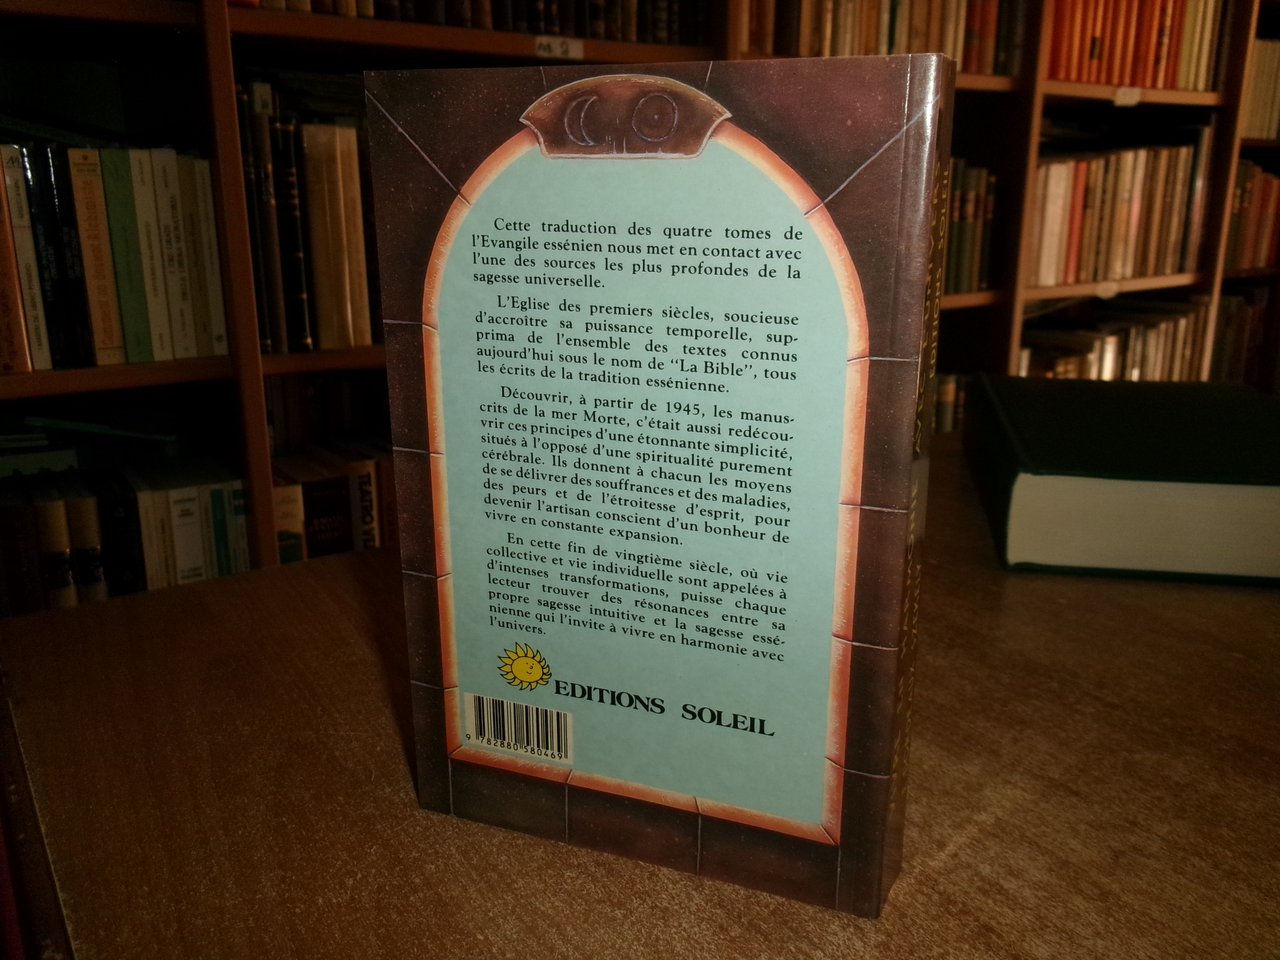 Cette traduction des quatre tomes de
l'Evangile essénien nous met en contact avec
l'une des sources les plus profondes de la
sagesse universelle.
L'Eglise des premiers siècles, soucieuse
d'accroître sa puissance temporelle, sup-
prima de l'ensemble des textes connus
aujourd'hui sous le nom de "La Bible", tous
les écrits de la tradition essénienne.
Découvrir, à partir de 1945, les manus-
crits de la mer Morte, c'était aussi redécou-
vrir ces principes d'une étonnante simplicité,
situés à l'opposé d'une spiritualité purement
cérébrale. Ils donnent à chacun les moyens
de se délivrer des souffrances et des maladies,
des peurs et de l'étroitesse d'esprit, pour
devenir l'artisan conscient d'un bonheur de
vivre en constante expansion.
En cette fin de vingtième siècle, où vie
collective et vie individuelle sont appelées à
d'intenses transformations, puisse chaque
lecteur trouver des résonances entre sa
propre sagesse intuitive et la sagesse essé-
nienne qui l'invite à vivre en harmonie avec
l'univers.
EDITIONS SOLEIL
9 782880 580469